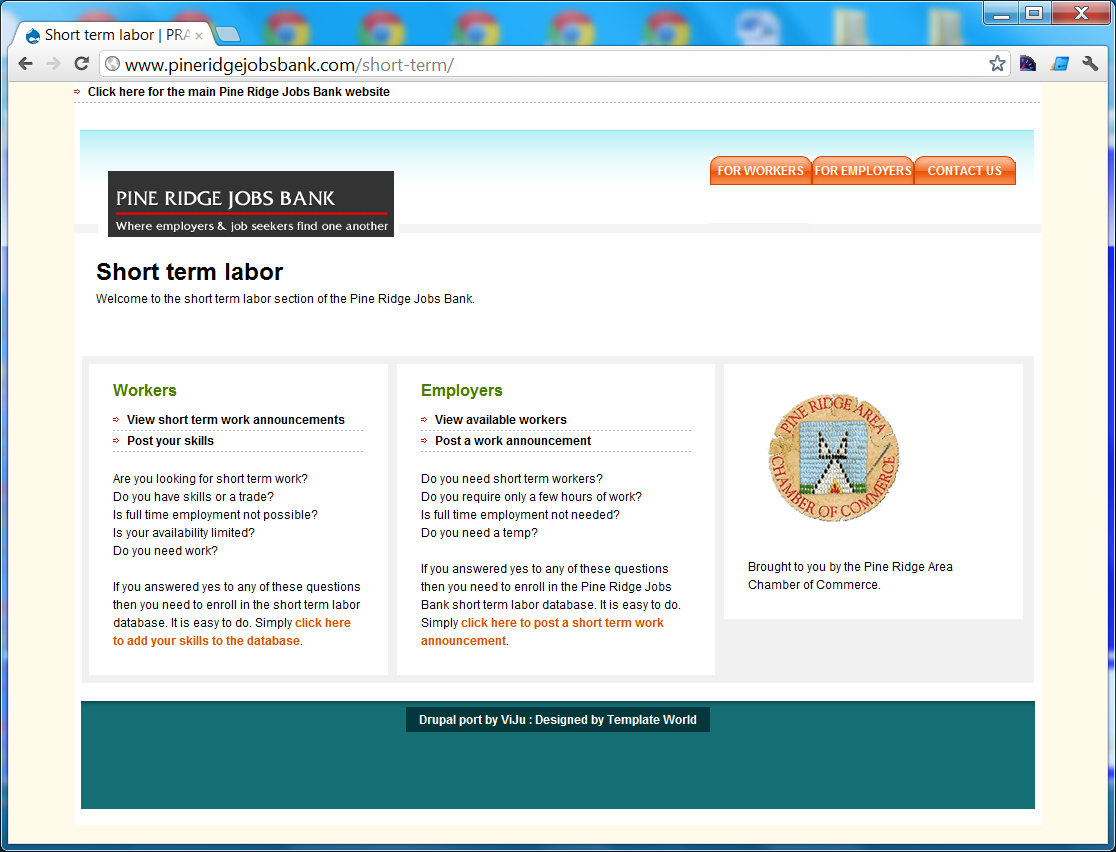 Short term labor | PRA
www.pineridgejobsbank.com/short-term/
Click here for the main Pine Ridge Jobs Bank website
FOR WORKERS
FOR EMPLOYERS
CONTACT US
PINE RIDGE JOBS BANK
Where employers & job seekers find one another
Short term labor
Welcome to the short term labor section of the Pine Ridge Jobs Bank.
Workers
View short term work announcements
Post your skills
Are you looking for short term work?
Do you have skills or a trade?
Is full time employment not possible?
Is your availability limited?
Do you need work?
If you answered yes to any of these questions
then you need to enroll in the short term labor
database. It is easy to do. Simply click here
to add your skills to the database.
Employers
View available workers
Post a work announcement
Do you need short term workers?
Do you require only a few hours of work?
Is full time employment not needed?
Do you need a temp?
If you answered yes to any of these questions
then you need to enroll in the Pine Ridge Jobs
Bank short term labor database. It is easy to do.
Simply click here to post a short term work
announcement.
PINE RIDGE AREA
CHAMBER OF COMMERCE
Brought to you by the Pine Ridge Area
Chamber of Commerce.
Drupal port by ViJu : Designed by Template World